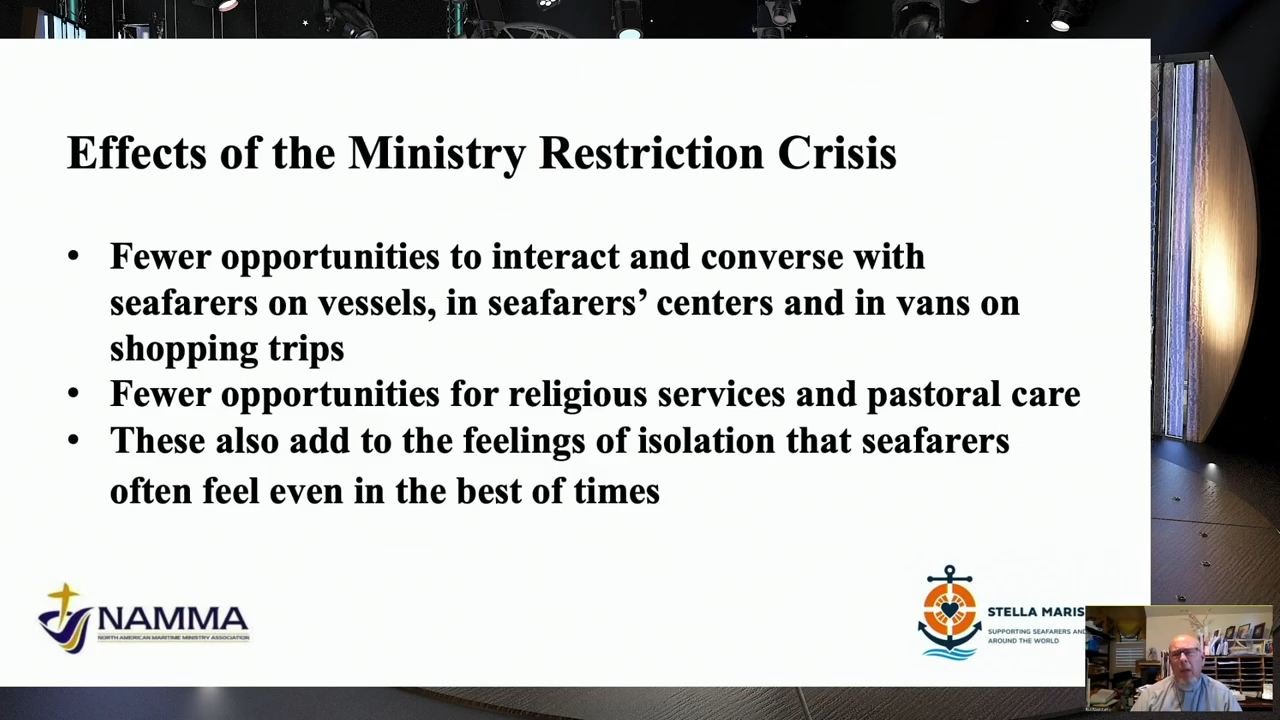 Effects of the Ministry Restriction Crisis
• Fewer opportunities to interact and converse with
seafarers on vessels, in seafarers’ centers and in vans on
shopping trips
• Fewer opportunities for religious services and pastoral care
• These also add to the feelings of isolation that seafarers
often feel even in the best of times
NAMMA
NORTH AMERICAN MARITIME MINISTRY ASSOCIATION
STELLA MARIS
SUPPORTING SEAFARERS AND
AROUND THE WORLD